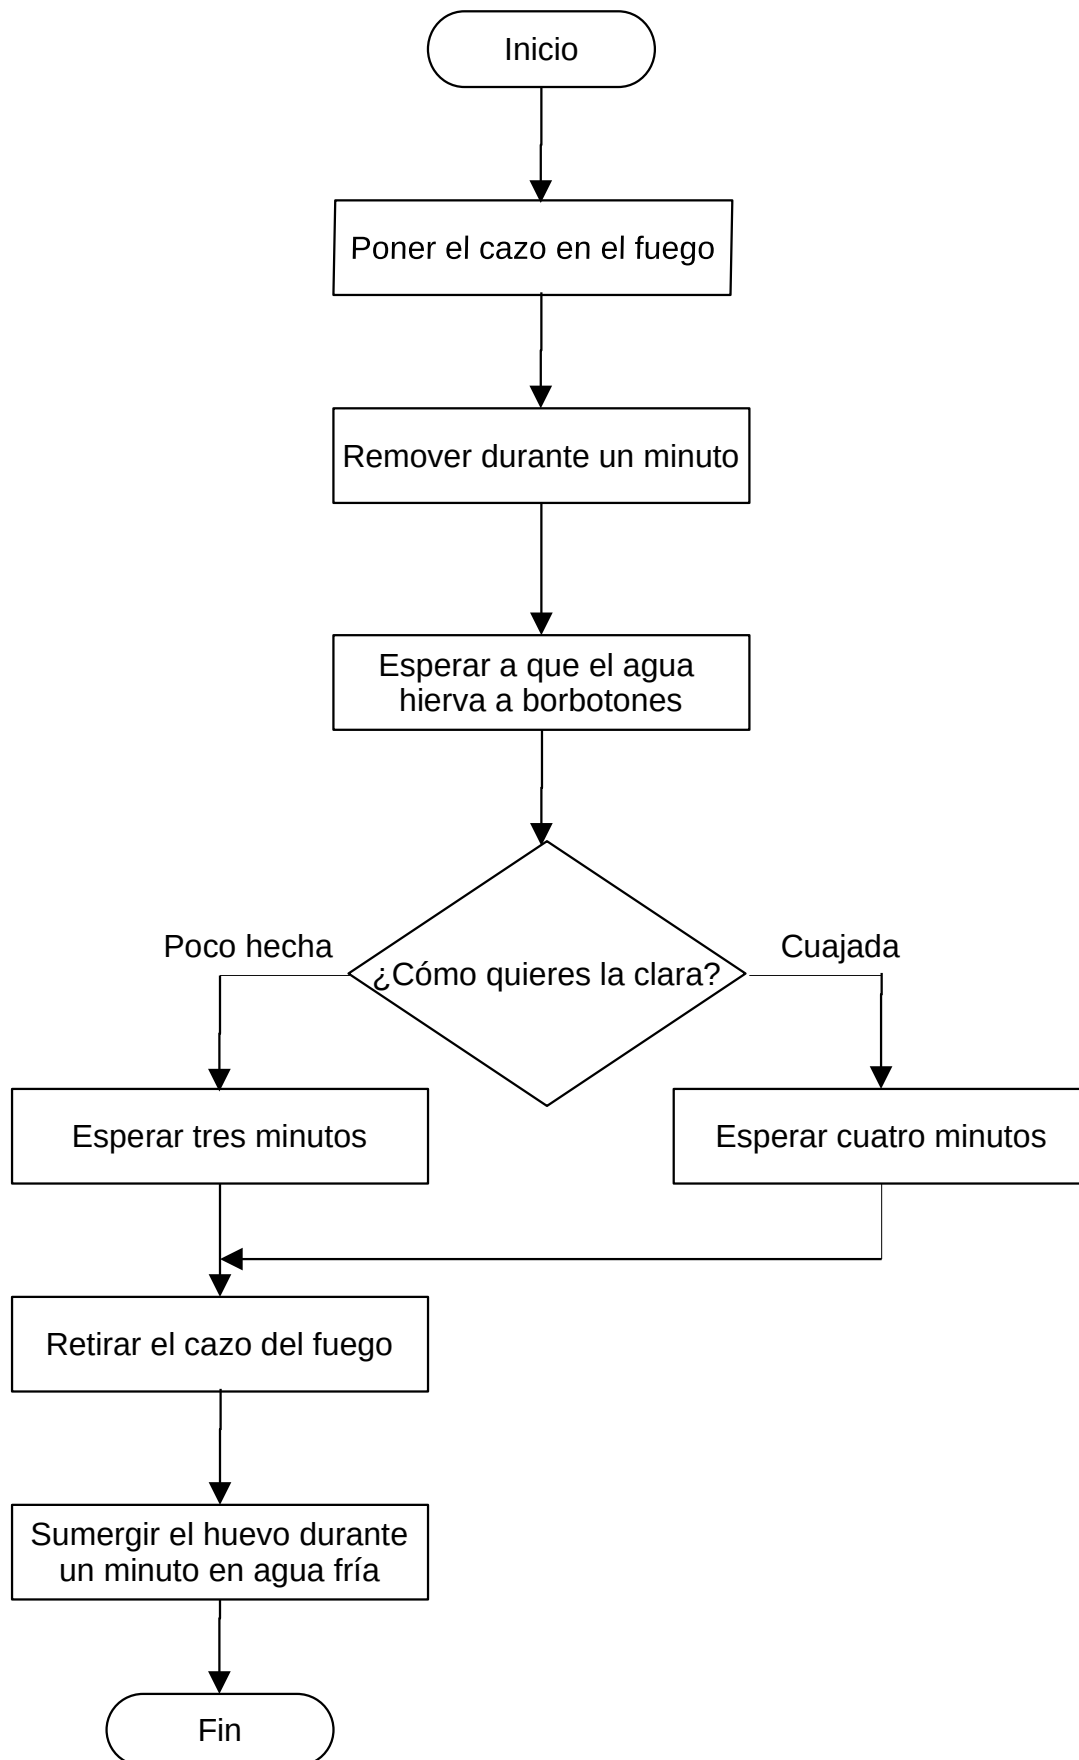 Inicio
Poner el cazo en el fuego
Remover durante un minuto
Esperar a que el agua
hierva a borbotones
Poco hecha
¿Cómo quieres la clara?
Cuajada
Esperar tres minutos
Esperar cuatro minutos
Retirar el cazo del fuego
Sumergir el huevo durante
un minuto en agua fría
Fin